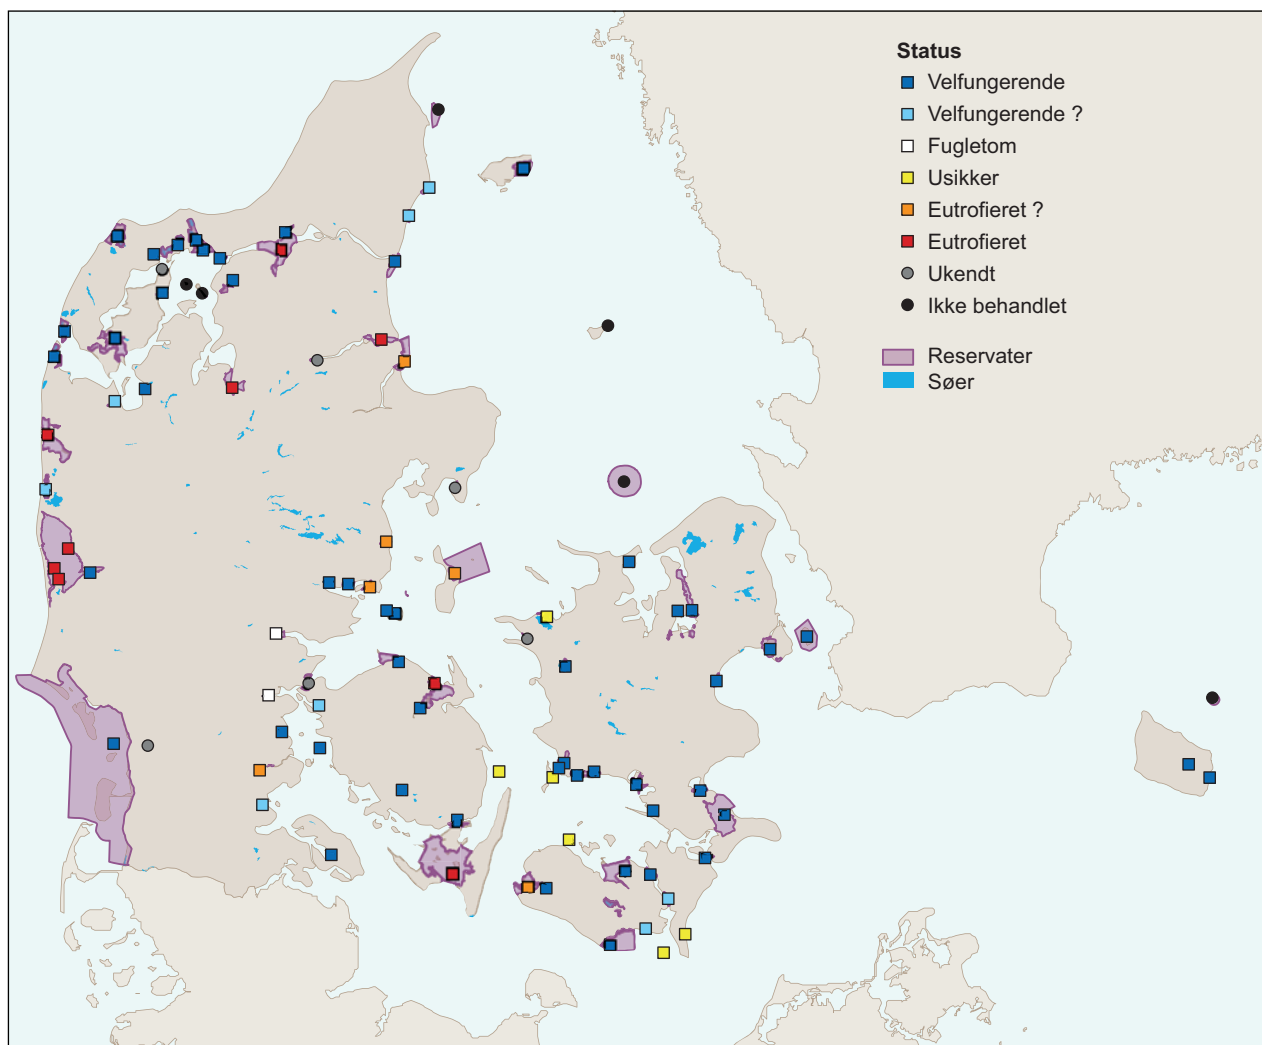 Status
Velfungerende
Velfungerende ?
Fugletom
Usikker
Eutrofieret ?
Eutrofieret
Ukendt
Ikke behandlet
Reservater
Søer